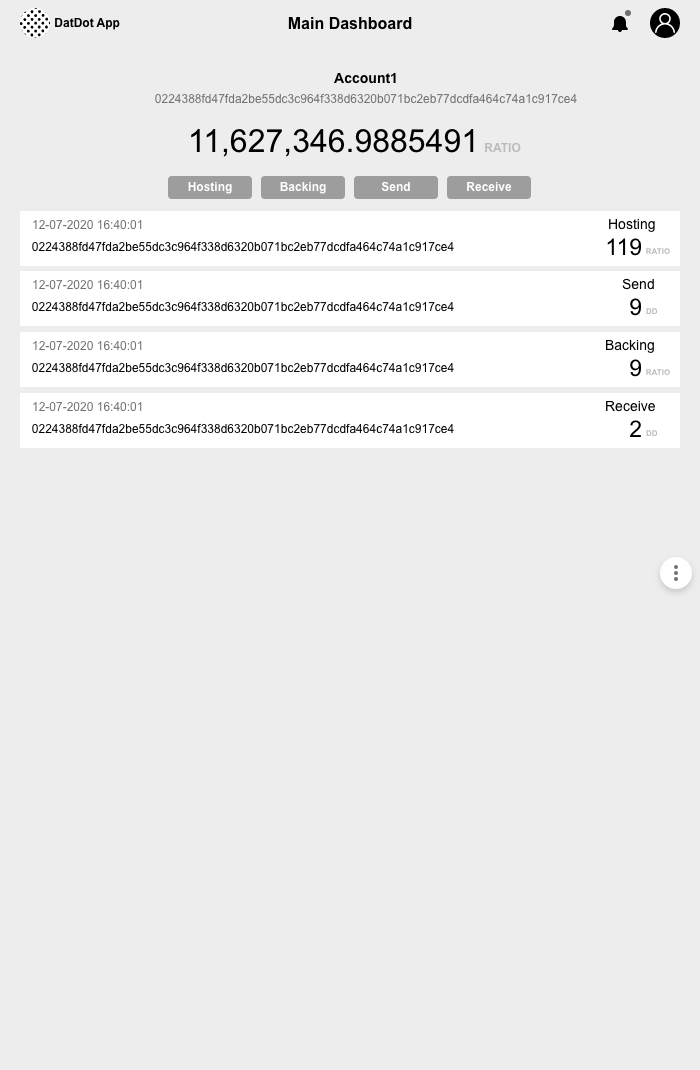 DatDot App
Main Dashboard
Account1
0224388fd47fda2be55dc3c964f338d6320b071bc2eb77dcdfa464c74a1c917ce4
11,627,346.9885491 RATIO
Hosting Backing Send Receive
12-07-2020 16:40:01 Hosting
0224388fd47fda2be55dc3c964f338d6320b071bc2eb77dcdfa464c74a1c917ce4 119 RATIO
12-07-2020 16:40:01 Send
0224388fd47fda2be55dc3c964f338d6320b071bc2eb77dcdfa464c74a1c917ce4 9 DD
12-07-2020 16:40:01 Backing
0224388fd47fda2be55dc3c964f338d6320b071bc2eb77dcdfa464c74a1c917ce4 9 RATIO
12-07-2020 16:40:01 Receive
0224388fd47fda2be55dc3c964f338d6320b071bc2eb77dcdfa464c74a1c917ce4 2 DD